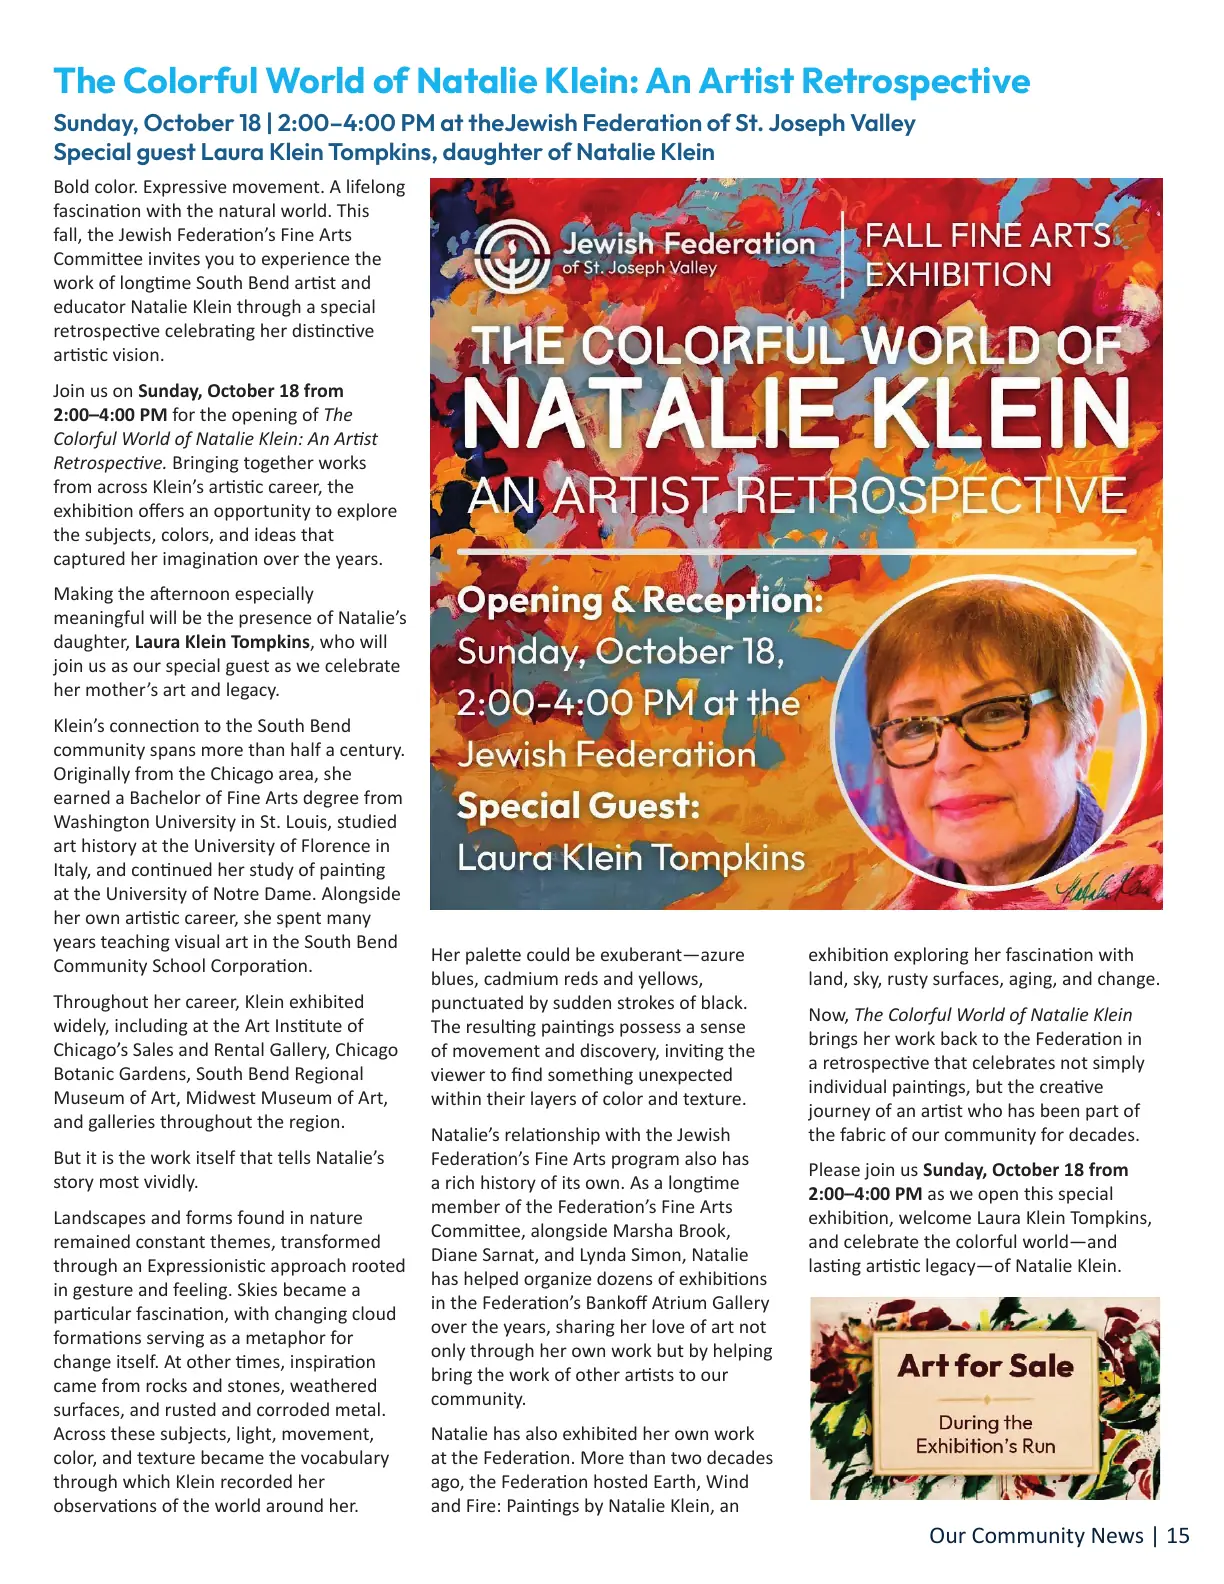 The Colorful World of Natalie Klein: An Artist Retrospective
Sunday, October 18 | 2:00–4:00 PM at theJewish Federation of St. Joseph Valley
Special guest Laura Klein Tompkins, daughter of Natalie Klein
Bold color. Expressive movement. A lifelong
fascination with the natural world. This
fall, the Jewish Federation’s Fine Arts
Committee invites you to experience the
work of longtime South Bend artist and
educator Natalie Klein through a special
retrospective celebrating her distinctive
artistic vision.
Join us on Sunday, October 18 from
2:00–4:00 PM for the opening of The
Colorful World of Natalie Klein: An Artist
Retrospective. Bringing together works
from across Klein’s artistic career, the
exhibition offers an opportunity to explore
the subjects, colors, and ideas that
captured her imagination over the years.
Making the afternoon especially
meaningful will be the presence of Natalie’s
daughter, Laura Klein Tompkins, who will
join us as our special guest as we celebrate
her mother’s art and legacy.
Klein’s connection to the South Bend
community spans more than half a century.
Originally from the Chicago area, she
earned a Bachelor of Fine Arts degree from
Washington University in St. Louis, studied
art history at the University of Florence in
Italy, and continued her study of painting
at the University of Notre Dame. Alongside
her own artistic career, she spent many
years teaching visual art in the South Bend
Community School Corporation.
Throughout her career, Klein exhibited
widely, including at the Art Institute of
Chicago’s Sales and Rental Gallery, Chicago
Botanic Gardens, South Bend Regional
Museum of Art, Midwest Museum of Art,
and galleries throughout the region.
But it is the work itself that tells Natalie’s
story most vividly.
Landscapes and forms found in nature
remained constant themes, transformed
through an Expressionistic approach rooted
in gesture and feeling. Skies became a
particular fascination, with changing cloud
formations serving as a metaphor for
change itself. At other times, inspiration
came from rocks and stones, weathered
surfaces, and rusted and corroded metal.
Across these subjects, light, movement,
color, and texture became the vocabulary
through which Klein recorded her
observations of the world around her.
Jewish Federation
of St. Joseph Valley
FALL FINE ARTS
EXHIBITION
THE COLORFUL WORLD OF
NATALIE KLEIN
AN ARTIST RETROSPECTIVE
Opening & Reception:
Sunday, October 18,
2:00-4:00 PM at the
Jewish Federation
Special Guest:
Laura Klein Tompkins
Natalie Klein
Her palette could be exuberant—azure
blues, cadmium reds and yellows,
punctuated by sudden strokes of black.
The resulting paintings possess a sense
of movement and discovery, inviting the
viewer to find something unexpected
within their layers of color and texture.
Natalie’s relationship with the Jewish
Federation’s Fine Arts program also has
a rich history of its own. As a longtime
member of the Federation’s Fine Arts
Committee, alongside Marsha Brook,
Diane Sarnat, and Lynda Simon, Natalie
has helped organize dozens of exhibitions
in the Federation’s Bankoff Atrium Gallery
over the years, sharing her love of art not
only through her own work but by helping
bring the work of other artists to our
community.
Natalie has also exhibited her own work
at the Federation. More than two decades
ago, the Federation hosted Earth, Wind
and Fire: Paintings by Natalie Klein, an
exhibition exploring her fascination with
land, sky, rusty surfaces, aging, and change.
Now, The Colorful World of Natalie Klein
brings her work back to the Federation in
a retrospective that celebrates not simply
individual paintings, but the creative
journey of an artist who has been part of
the fabric of our community for decades.
Please join us Sunday, October 18 from
2:00–4:00 PM as we open this special
exhibition, welcome Laura Klein Tompkins,
and celebrate the colorful world—and
lasting artistic legacy—of Natalie Klein.
Art for Sale
During the
Exhibition’s Run
Our Community News | 15